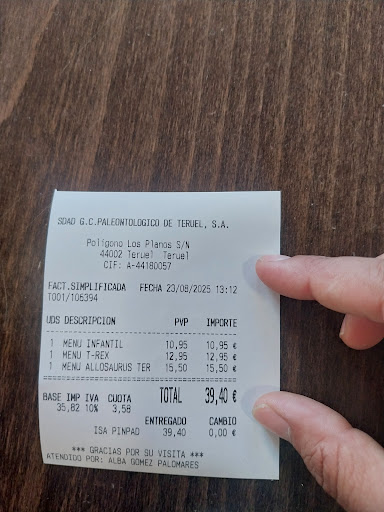 SDAD G.C.PALEONTOLOGICO DE TERUEL, S.A.
Polígono Los Planos S/N
44002 Teruel Teruel
CIF: A-44180057
FACT.SIMPLIFICADA FECHA 23/08/2025 13:12
T001/106394
UDS DESCRIPCION PVP IMPORTE
1 MENU INFANTIL 10,95 10,95 €
1 MENU T-REX 12,95 12,95 €
1 MENU ALLOSAURUS TER 15,50 15,50 €
BASE IMP IVA CUOTA TOTAL 39,40 €
35,82 10% 3,58
ENTREGADO CAMBIO
ISA PINPAD 39,40 0,00 €
*** GRACIAS POR SU VISITA ***
ATENDIDO POR: ALBA GOMEZ PALOMARES